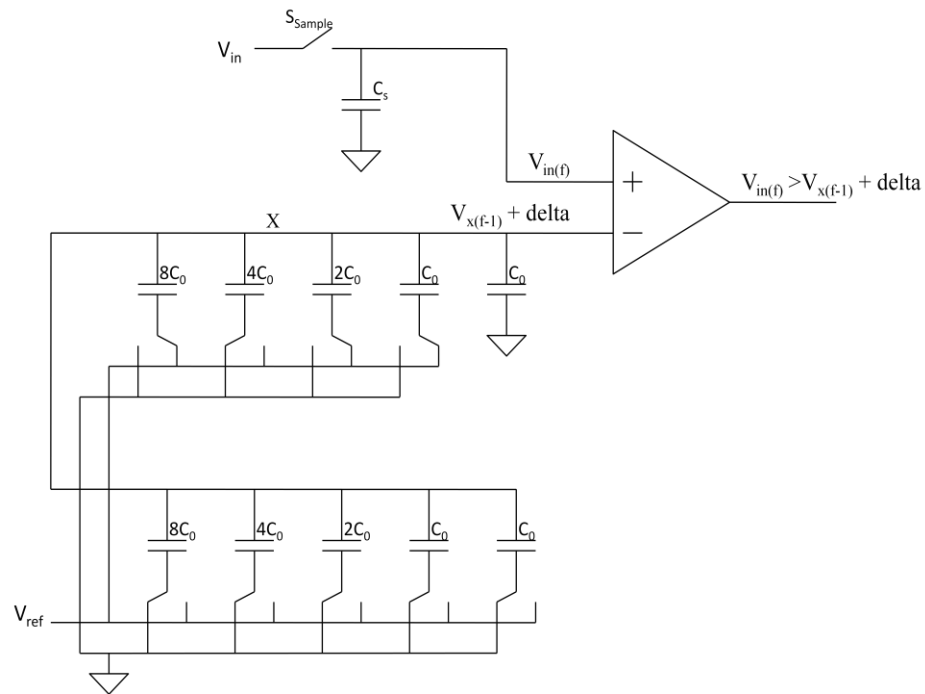 S_Sample
V_in
C_s
V_in(f)
V_in(f) >V_x(f-1) + delta
+
X
V_x(f-1) + delta
−
8C_0 4C_0 2C_0 C_0 C_0
8C_0 4C_0 2C_0 C_0 C_0
V_ref